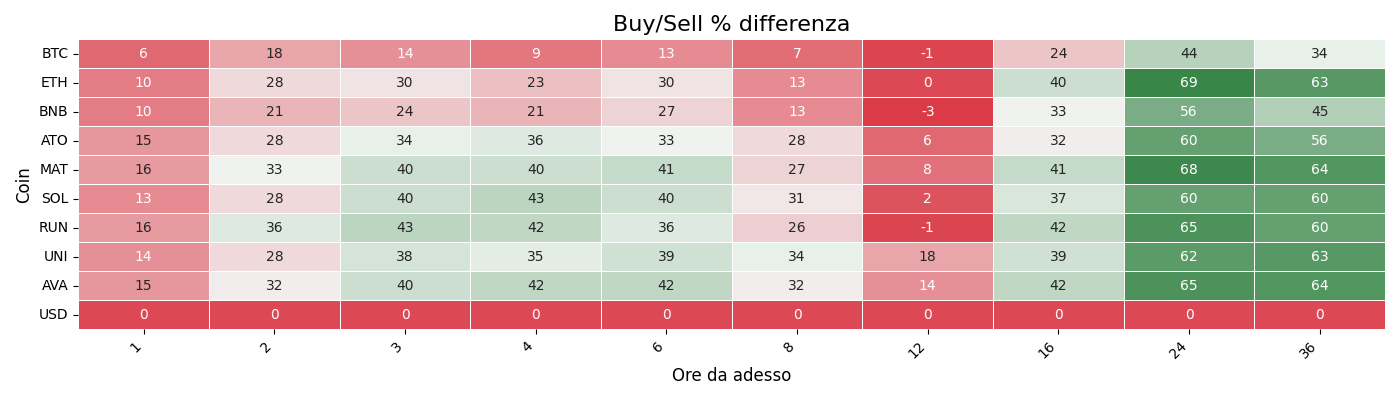 Buy/Sell % differenza
Coin
BTC 6 18 14 9 13 7 -1 24 44 34
ETH 10 28 30 23 30 13 0 40 69 63
BNB 10 21 24 21 27 13 -3 33 56 45
ATO 15 28 34 36 33 28 6 32 60 56
MAT 16 33 40 40 41 27 8 41 68 64
SOL 13 28 40 43 40 31 2 37 60 60
RUN 16 36 43 42 36 26 -1 42 65 60
UNI 14 28 38 35 39 34 18 39 62 63
AVA 15 32 40 42 42 32 14 42 65 64
USD 0 0 0 0 0 0 0 0 0 0
1 2 3 4 6 8 12 16 24 36
Ore da adesso